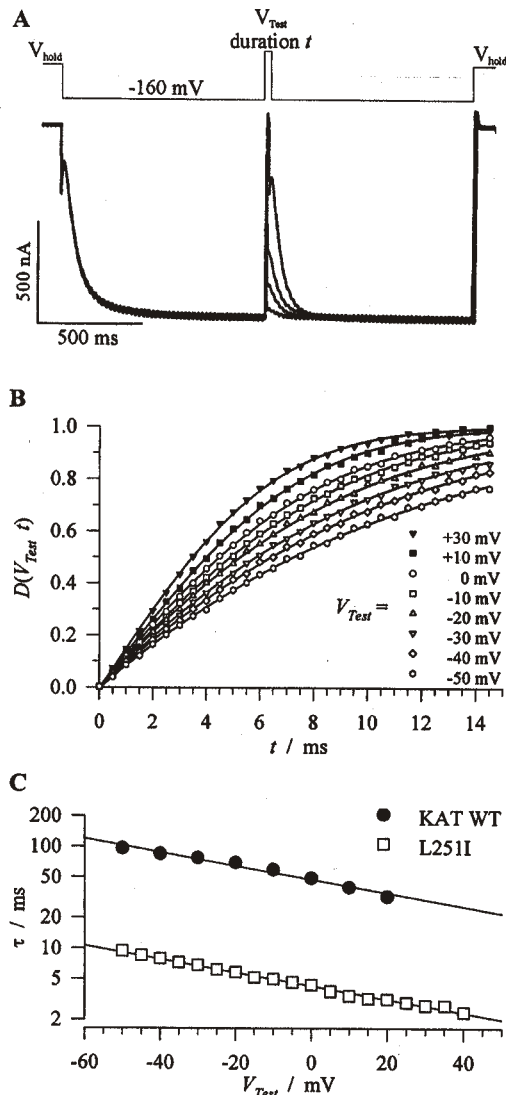 A
V_Test
duration t
V_hold
V_hold
-160 mV
500 nA
500 ms
B
D(V_Test t)
1.0
0.8
0.6
0.4
0.2
0.0
V_Test =
+30 mV
+10 mV
0 mV
-10 mV
-20 mV
-30 mV
-40 mV
-50 mV
0 2 4 6 8 10 12 14
t / ms
C
τ / ms
200
100
50
20
10
5
2
KAT WT
L251I
-60 -40 -20 0 20 40
V_Test / mV